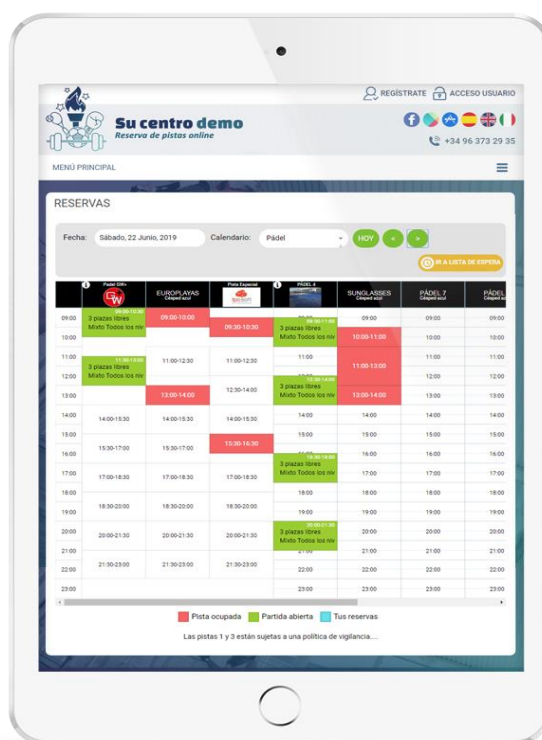 REGÍSTRATE ACCESO USUARIO
Su centro demo
Reserva de pistas online
+34 96 373 29 35
MENÚ PRINCIPAL
RESERVAS
Fecha: Sábado, 22 Junio, 2019 Calendario: Pádel HOY < >
IR A LISTA DE ESPERA
Padel GW+ EUROPLAYAS Pista Especial PÁDEL 4 SUNGLASSES PÁDEL 7 PÁDEL
Césped azul Césped azul Césped azul
09:00 3 plazas libres 09:00-10:00 09:00 09:00 09:00
Mixto Todos los niv 09:30-10:30 3 plazas libres
10:00 Mixto Todos los niv 10:00-11:00 10:00 10:00
11:00 11:00-12:30 11:00-12:30 11:00 11:00-13:00 11:00 11:00
3 plazas libres
12:00 Mixto Todos los niv 12:00 12:00
12:30-14:00 3 plazas libres
13:00 13:00-14:00 Mixto Todos los niv 13:00-14:00 13:00 13:00
14:00 14:00-15:30 14:00-15:30 14:00-15:30 14:00 14:00 14:00 14:00
15:00 15:00 15:00 15:00 15:00
15:30-16:30
16:00 15:30-17:00 15:30-17:00 16:00 16:00 16:00
3 plazas libres
17:00 17:00-18:30 17:00-18:30 17:00-18:30 Mixto Todos los niv 17:00 17:00 17:00
18:00 18:00 18:00 18:00 18:00
19:00 18:30-20:00 18:30-20:00 18:30-20:00 19:00 19:00 19:00 19:00
20:00 20:00-21:30 20:00-21:30 20:00-21:30 3 plazas libres 20:00 20:00 20:00
Mixto Todos los niv
21:00 21:00 21:00 21:00 21:00
22:00 21:30-23:00 21:30-23:00 21:30-23:00 22:00 22:00 22:00 22:00
23:00 23:00 23:00 23:00 23:00
Pista ocupada Partida abierta Tus reservas
Las pistas 1 y 3 están sujetas a una política de vigilancia....